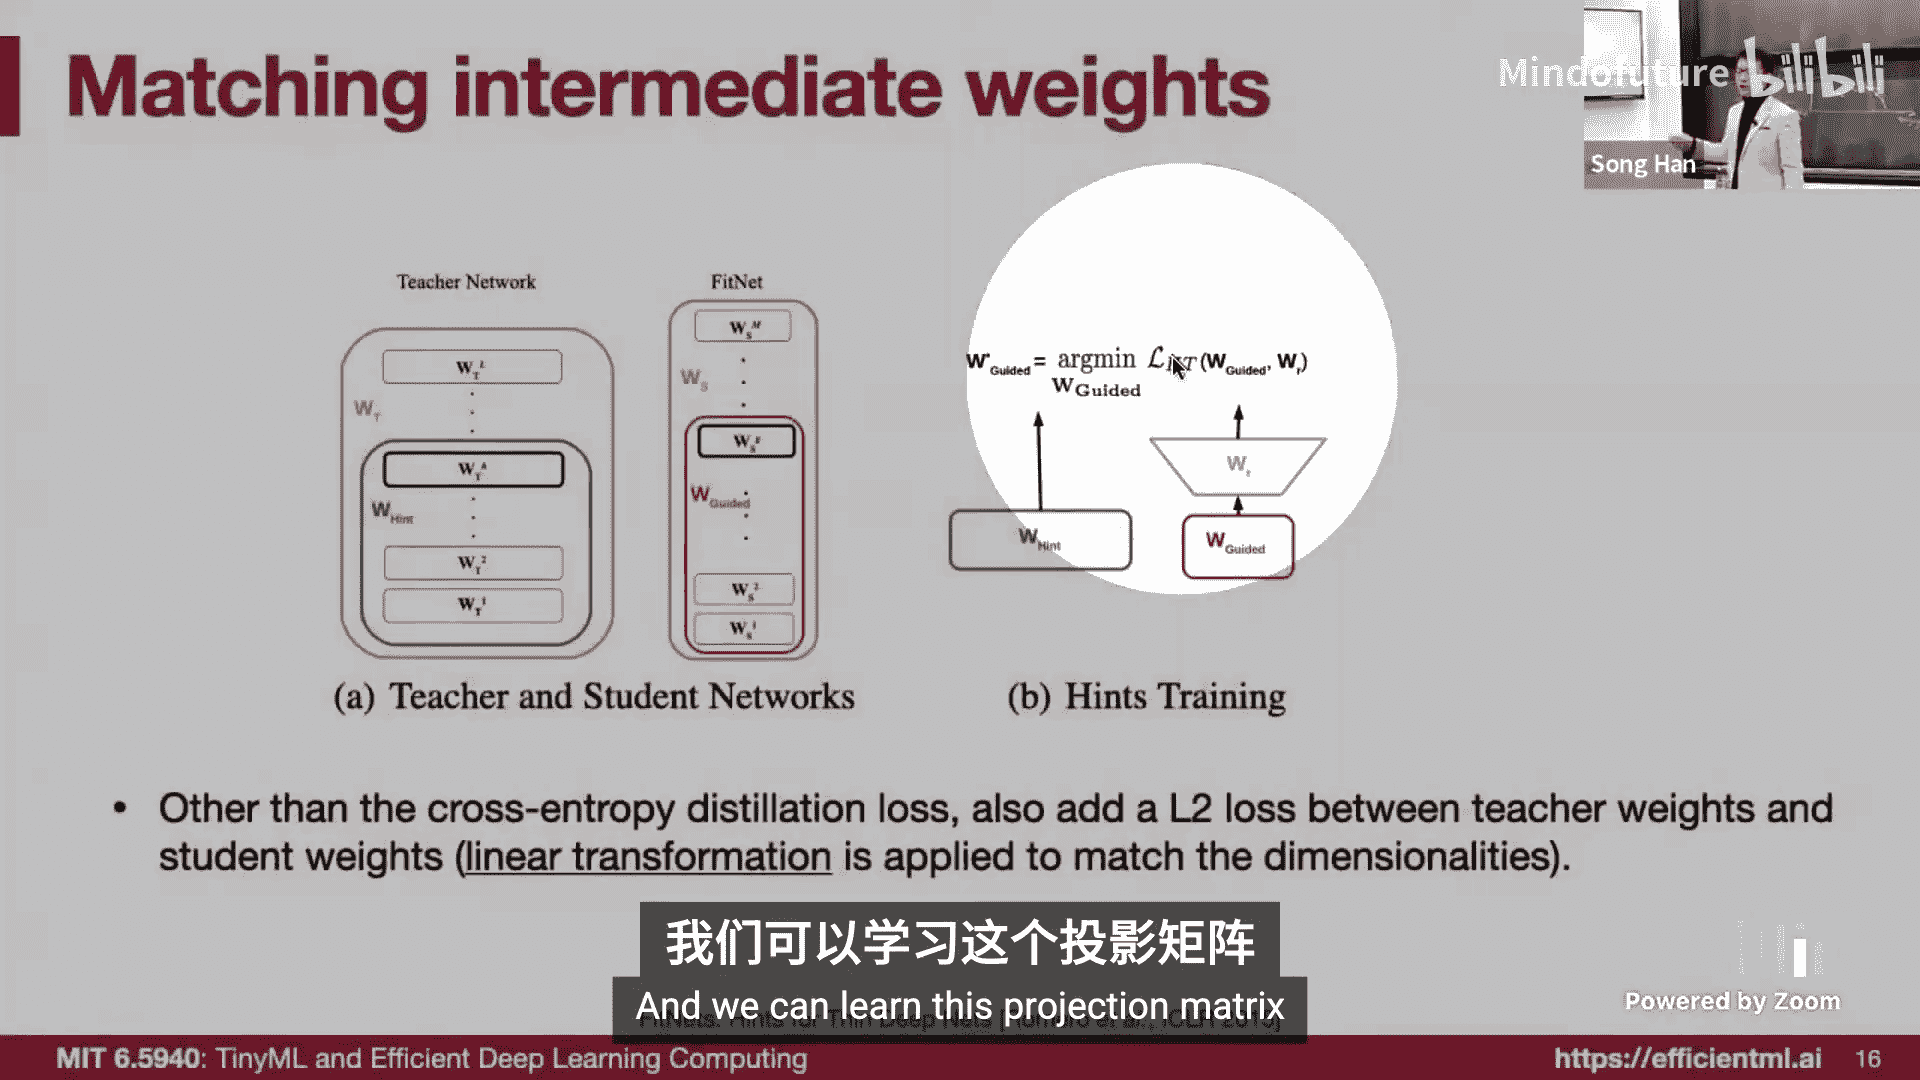 Matching intermediate weights
Mindofuture bilibili
Song Han
Teacher Network
FitNet
W_T^L
W_T
W_T^h
W_Hint
W_T^2
W_T^1
W_S^M
W_S
W_S^g
W_Guided
W_S^2
W_S^1
W*_Guided = argmin L_HT (W_Guided, W_r)
W_Guided
W_r
W_Hint
W_Guided
(a) Teacher and Student Networks
(b) Hints Training
• Other than the cross-entropy distillation loss, also add a L2 loss between teacher weights and
student weights (linear transformation is applied to match the dimensionalities).
我们可以学习这个投影矩阵
And we can learn this projection matrix
Powered by Zoom
MIT 6.5940: TinyML and Efficient Deep Learning Computing
https://efficientml.ai
16